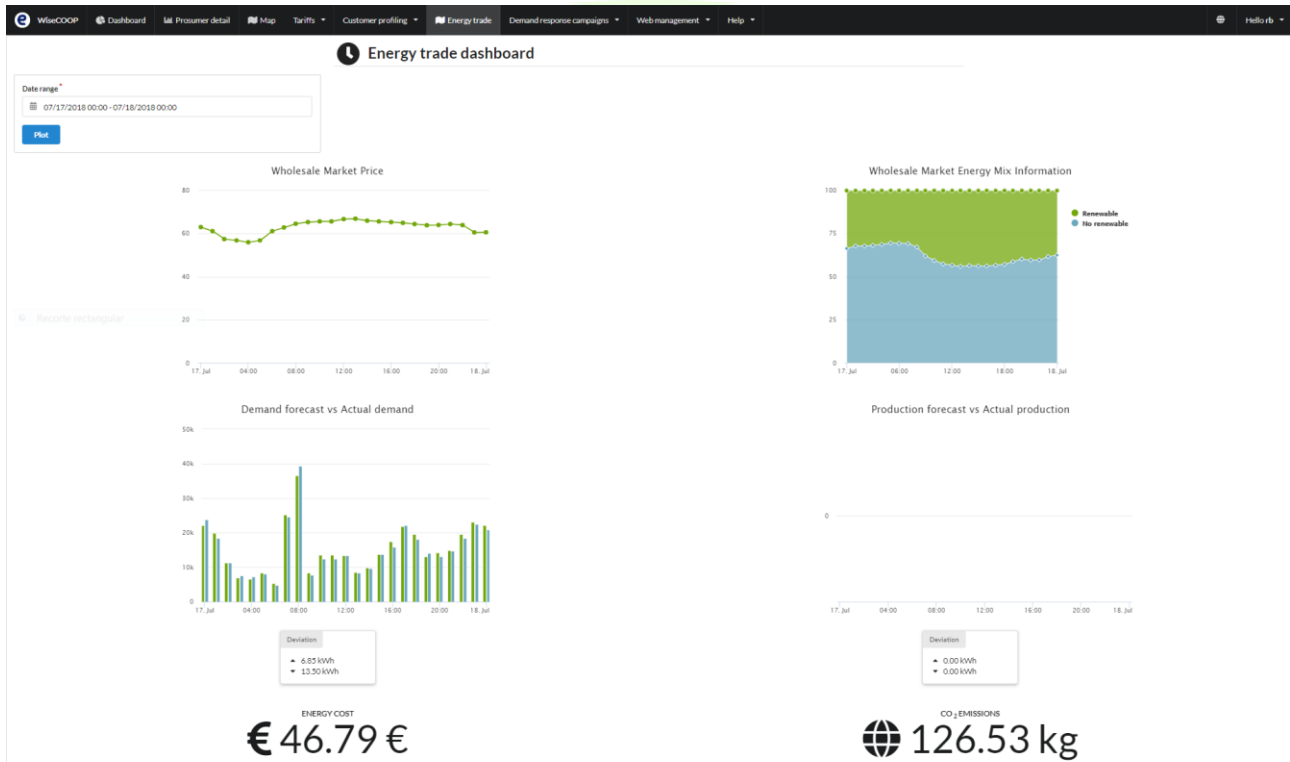 e WiseCOOP Dashboard Prosumer detail Map Tariffs Customer profiling Energy trade Demand response campaigns Web management Help Hello rb
Energy trade dashboard
Date range*
07/17/2018 00:00 - 07/18/2018 00:00
Plot
Wholesale Market Price
80
60
40
20
0
17. Jul 04:00 08:00 12:00 16:00 20:00 18. Jul
Recorte rectangular
Wholesale Market Energy Mix Information
100
75
50
25
0
17. Jul 06:00 12:00 18:00 18. Jul
Renewable
No renewable
Demand forecast vs Actual demand
50k
40k
30k
20k
10k
0
17. Jul 04:00 08:00 12:00 16:00 20:00 18. Jul
Deviation
6.85 kWh
13.50 kWh
Production forecast vs Actual production
0
17. Jul 04:00 08:00 12:00 16:00 20:00 18. Jul
Deviation
0.00 kWh
0.00 kWh
ENERGY COST
€ 46.79 €
CO₂ EMISSIONS
126.53 kg